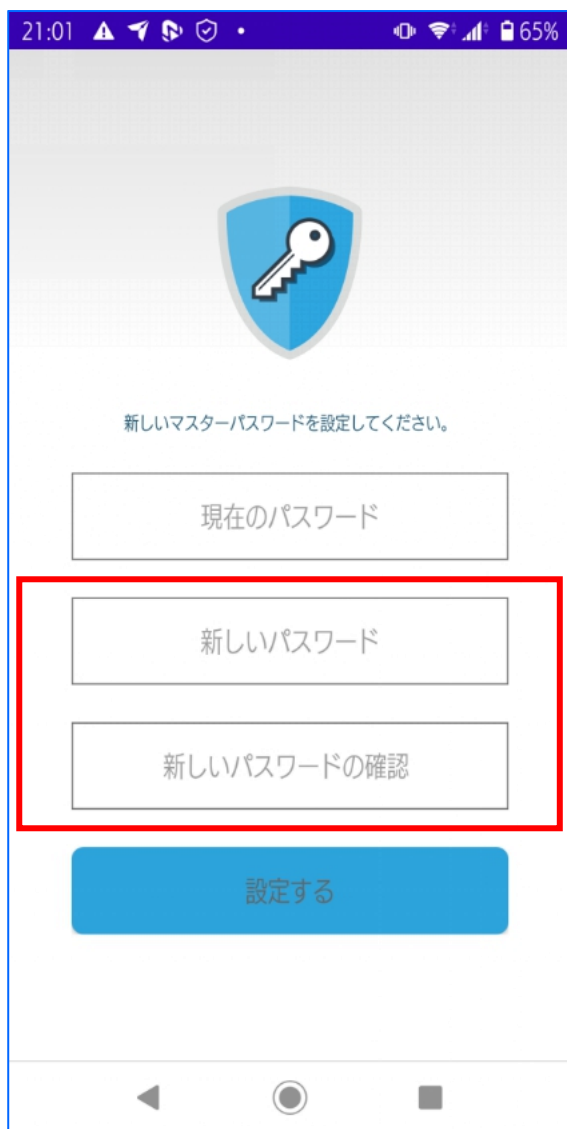 21:01 65%
新しいマスターパスワードを設定してください。
現在のパスワード
新しいパスワード
新しいパスワードの確認
設定する